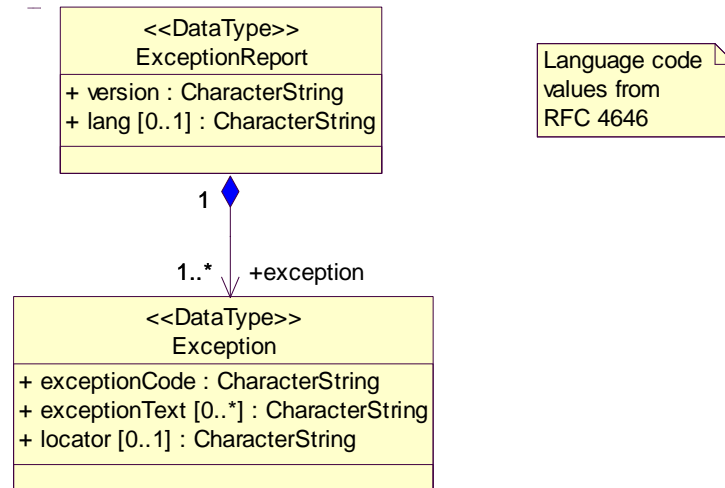 <<DataType>>
ExceptionReport
+ version : CharacterString
+ lang [0..1] : CharacterString
Language code
values from
RFC 4646
1
1..* +exception
<<DataType>>
Exception
+ exceptionCode : CharacterString
+ exceptionText [0..*] : CharacterString
+ locator [0..1] : CharacterString